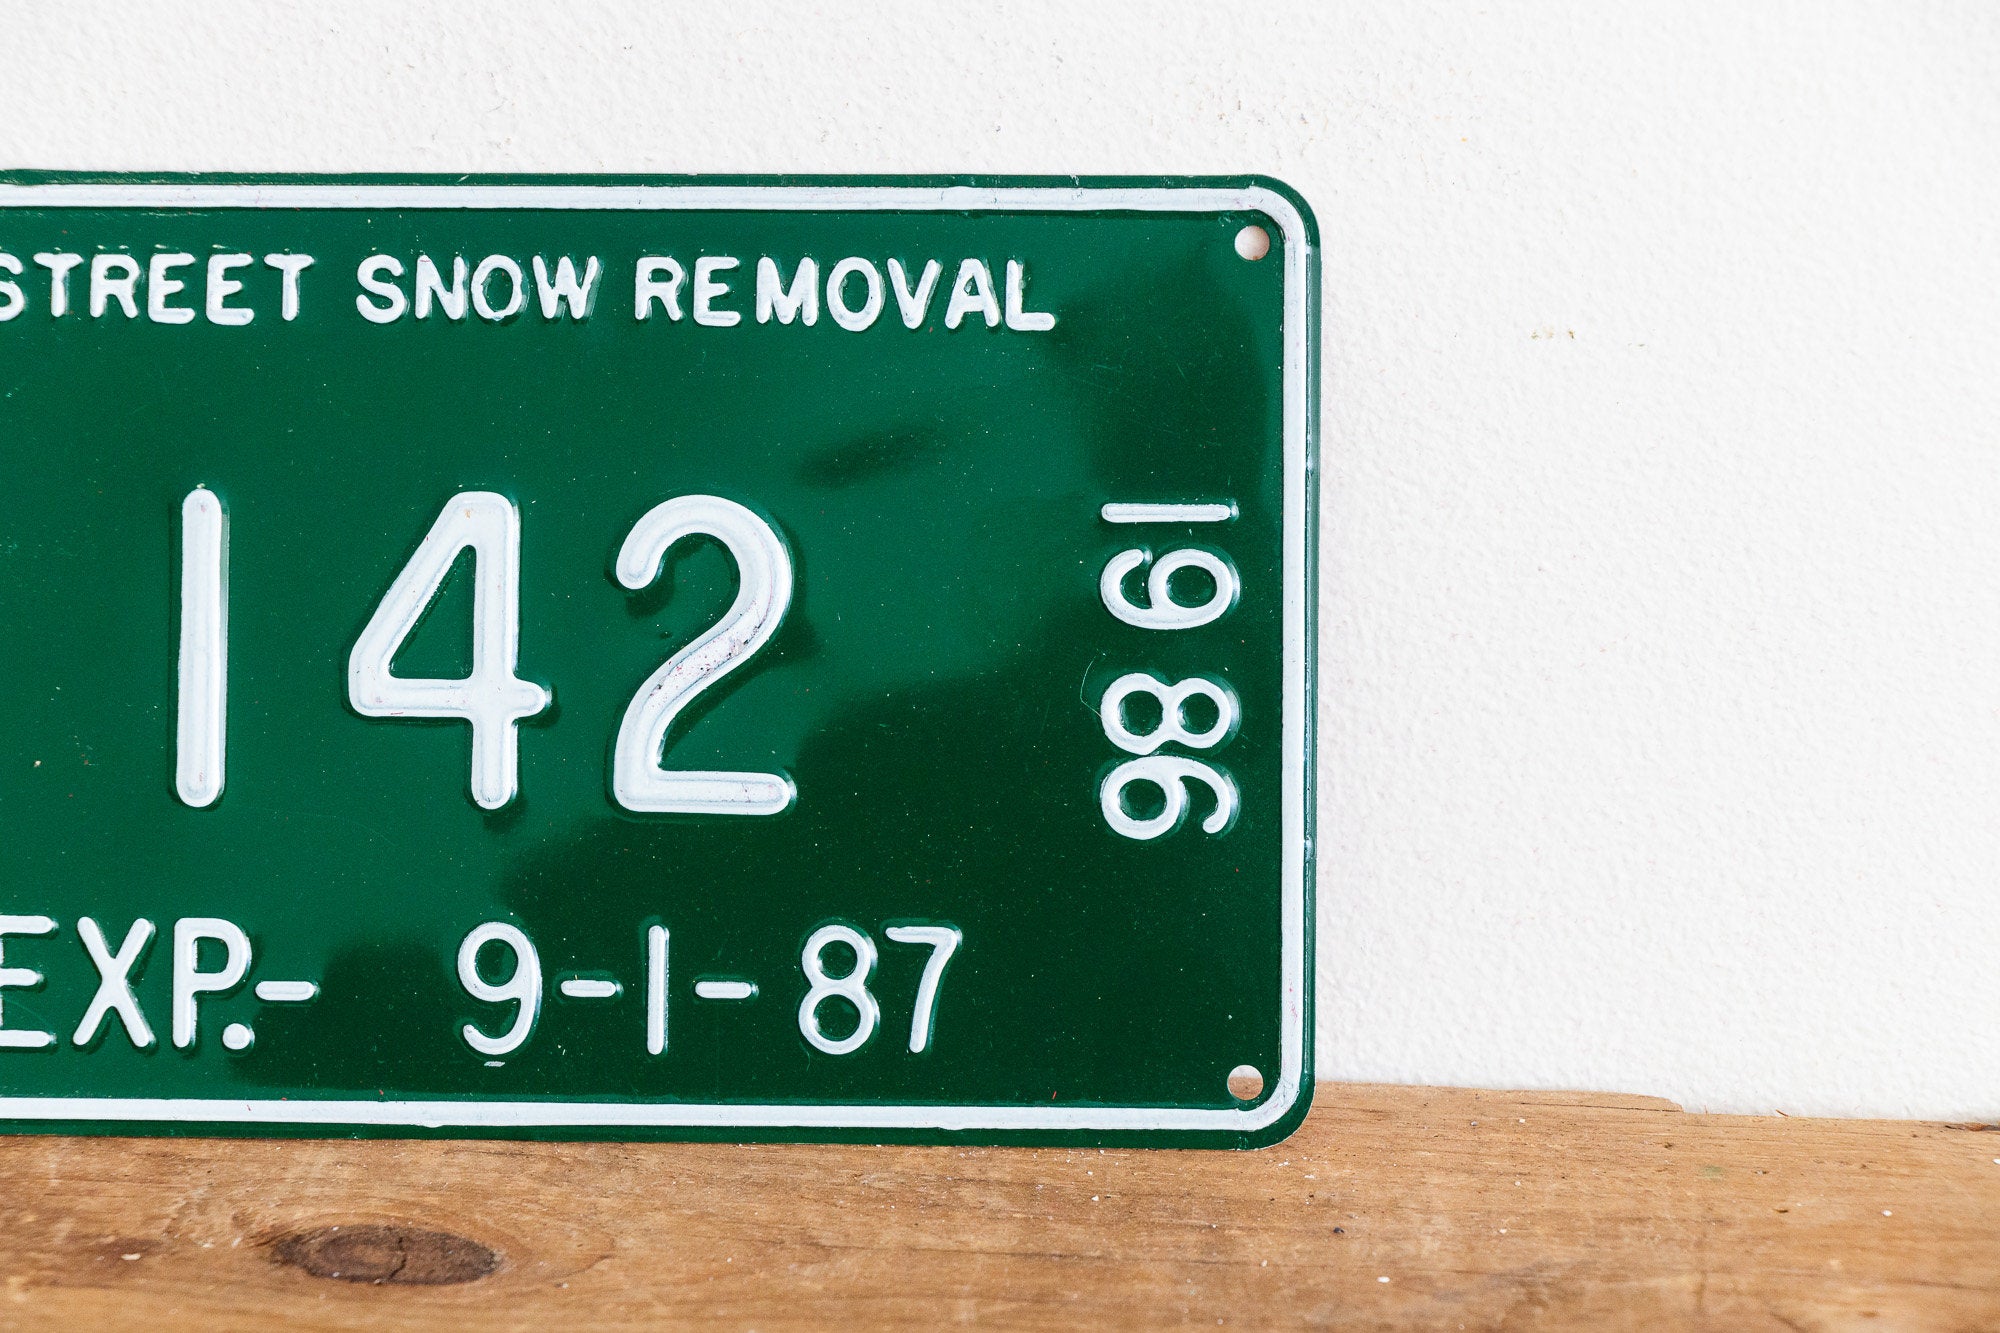 STREET SNOW REMOVAL
142
1986
EXP.- 9-1-87